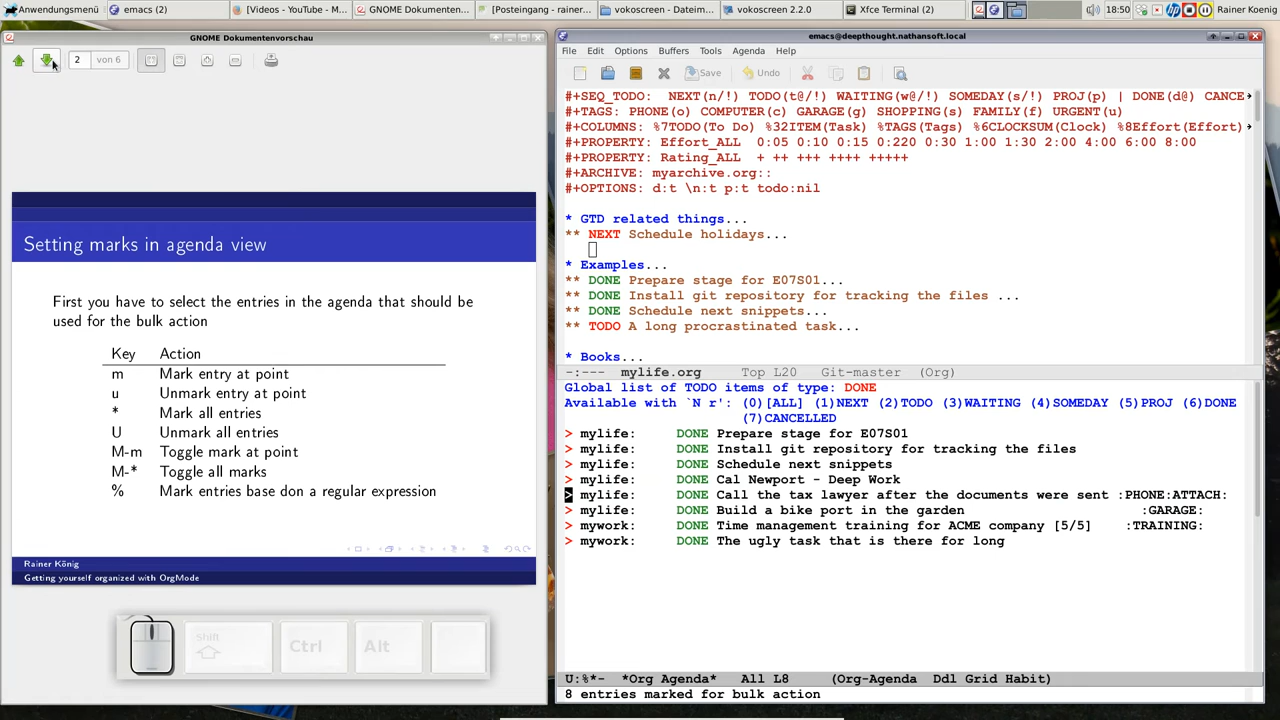 Anwendungsmenü
emacs (2)
[Videos - YouTube - M...
GNOME Dokumenten...
[Posteingang - rainer...
vokoscreen - Dateim...
vokoscreen 2.2.0
Xfce Terminal (2)
18:50
Rainer Koenig
GNOME Dokumentenvorschau
2 von 6
Setting marks in agenda view
First you have to select the entries in the agenda that should be
used for the bulk action
Key Action
m Mark entry at point
u Unmark entry at point
* Mark all entries
U Unmark all entries
M-m Toggle mark at point
M-* Toggle all marks
% Mark entries base don a regular expression
Rainer König
Getting yourself organized with OrgMode
Shift
Ctrl
Alt
emacs@deepthought.nathansoft.local
File Edit Options Buffers Tools Agenda Help
Save Undo
#+SEQ_TODO: NEXT(n/!) TODO(t@/!) WAITING(w@/!) SOMEDAY(s/!) PROJ(p) | DONE(d@) CANCE
#+TAGS: PHONE(o) COMPUTER(c) GARAGE(g) SHOPPING(s) FAMILY(f) URGENT(u)
#+COLUMNS: %7TODO(To Do) %32ITEM(Task) %TAGS(Tags) %6CLOCKSUM(Clock) %8Effort(Effort)
#+PROPERTY: Effort_ALL 0:05 0:10 0:15 0:220 0:30 1:00 1:30 2:00 4:00 6:00 8:00
#+PROPERTY: Rating_ALL + ++ +++ ++++ +++++
#+ARCHIVE: myarchive.org::
#+OPTIONS: d:t \n:t p:t todo:nil
* GTD related things...
** NEXT Schedule holidays...
* Examples...
** DONE Prepare stage for E07S01...
** DONE Install git repository for tracking the files ...
** DONE Schedule next snippets...
** TODO A long procrastinated task...
* Books...
-:--- mylife.org Top L20 Git-master (Org)
Global list of TODO items of type: DONE
Available with `N r': (0)[ALL] (1)NEXT (2)TODO (3)WAITING (4)SOMEDAY (5)PROJ (6)DONE
(7)CANCELLED
> mylife: DONE Prepare stage for E07S01
> mylife: DONE Install git repository for tracking the files
> mylife: DONE Schedule next snippets
> mylife: DONE Cal Newport - Deep Work
> mylife: DONE Call the tax lawyer after the documents were sent :PHONE:ATTACH:
> mylife: DONE Build a bike port in the garden :GARAGE:
> mywork: DONE Time management training for ACME company [5/5] :TRAINING:
> mywork: DONE The ugly task that is there for long
U:%*- *Org Agenda* All L8 (Org-Agenda Ddl Grid Habit)
8 entries marked for bulk action